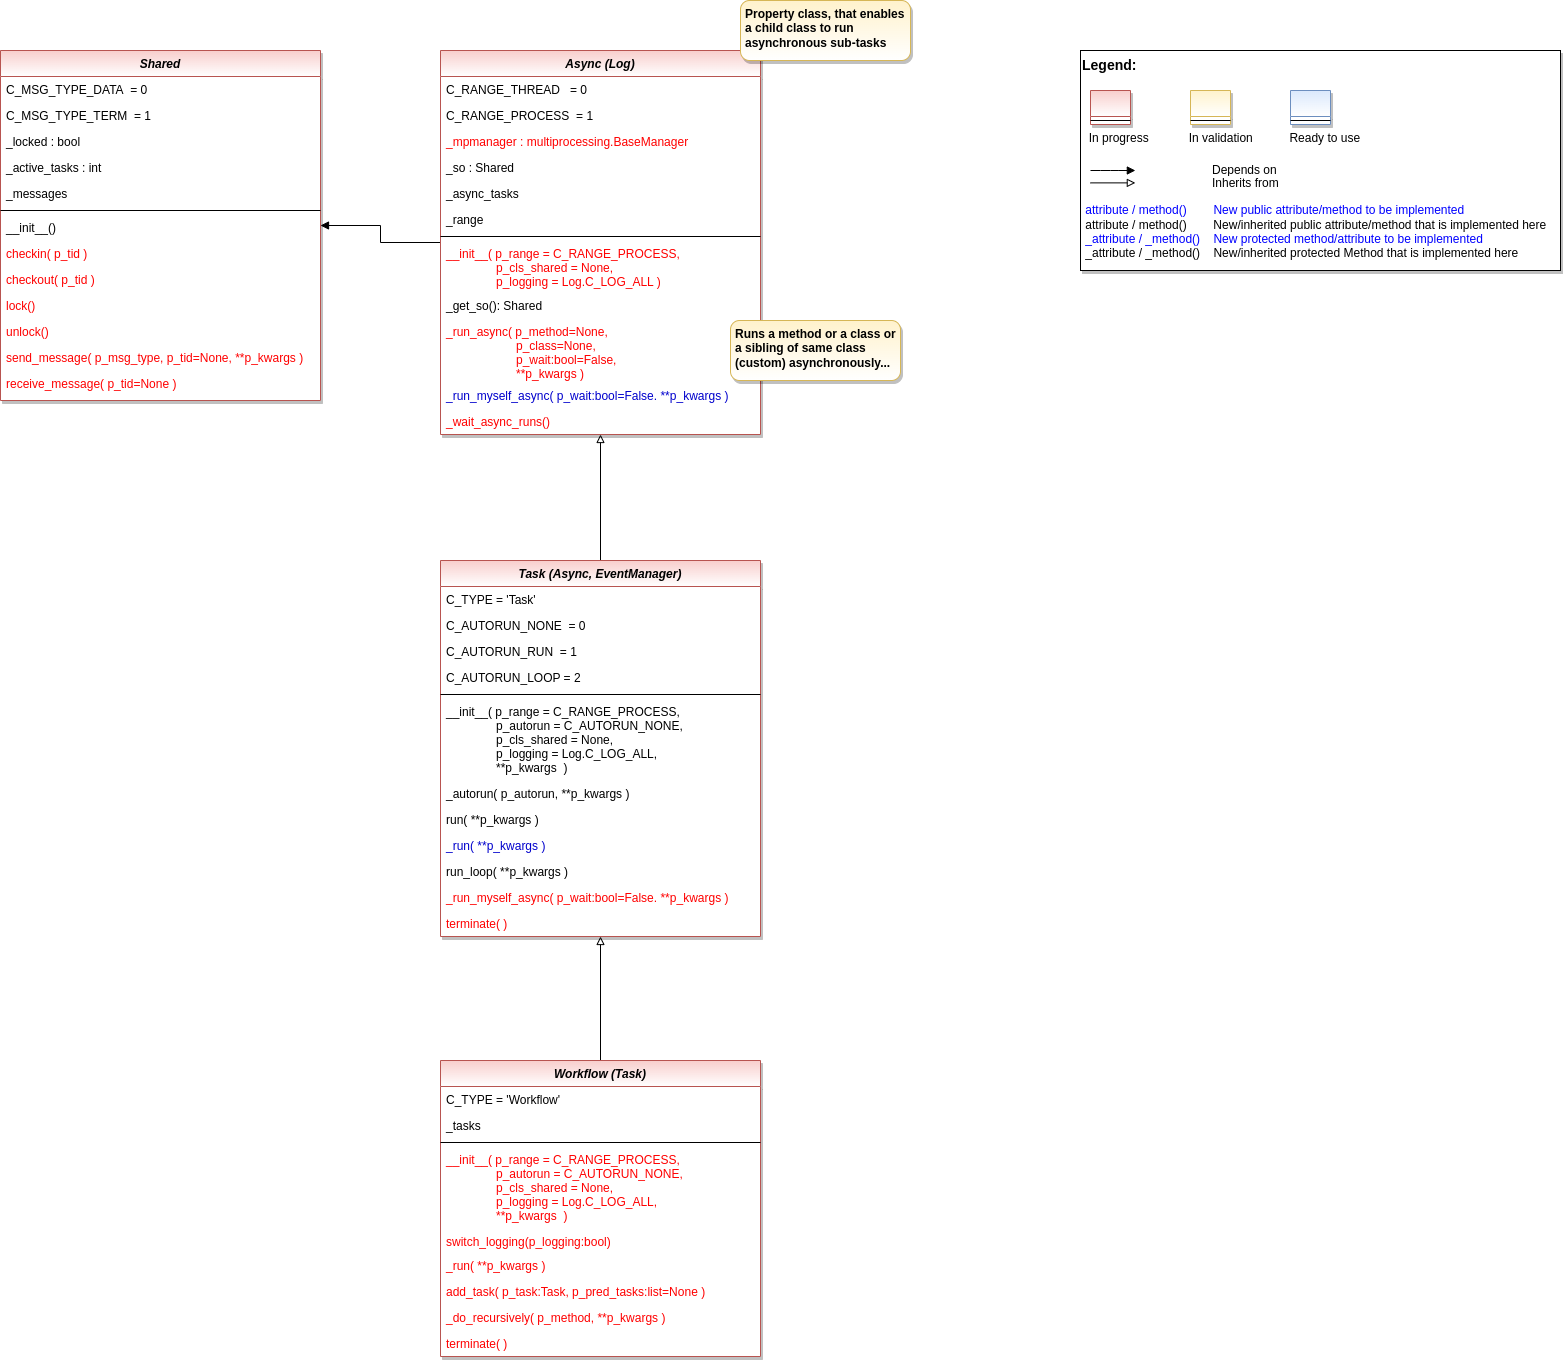 Property class, that enables
a child class to run
asynchronous sub-tasks
Shared
C_MSG_TYPE_DATA  = 0
C_MSG_TYPE_TERM  = 1
_locked : bool
_active_tasks : int
_messages
__init__()
checkin( p_tid )
checkout( p_tid )
lock()
unlock()
send_message( p_msg_type, p_tid=None, **p_kwargs )
receive_message( p_tid=None )
Async (Log)
C_RANGE_THREAD   = 0
C_RANGE_PROCESS  = 1
_mpmanager : multiprocessing.BaseManager
_so : Shared
_async_tasks
_range
__init__( p_range = C_RANGE_PROCESS,
p_cls_shared = None,
p_logging = Log.C_LOG_ALL )
_get_so(): Shared
_run_async( p_method=None,
p_class=None,
p_wait:bool=False,
**p_kwargs )
_run_myself_async( p_wait:bool=False. **p_kwargs )
_wait_async_runs()
Runs a method or a class or
a sibling of same class
(custom) asynchronously...
Legend:
In progress
In validation
Ready to use
Depends on
Inherits from
attribute / method() New public attribute/method to be implemented
attribute / method() New/inherited public attribute/method that is implemented here
_attribute / _method() New protected method/attribute to be implemented
_attribute / _method() New/inherited protected Method that is implemented here
Task (Async, EventManager)
C_TYPE = 'Task'
C_AUTORUN_NONE  = 0
C_AUTORUN_RUN  = 1
C_AUTORUN_LOOP = 2
__init__( p_range = C_RANGE_PROCESS,
p_autorun = C_AUTORUN_NONE,
p_cls_shared = None,
p_logging = Log.C_LOG_ALL,
**p_kwargs  )
_autorun( p_autorun, **p_kwargs )
run( **p_kwargs )
_run( **p_kwargs )
run_loop( **p_kwargs )
_run_myself_async( p_wait:bool=False. **p_kwargs )
terminate( )
Workflow (Task)
C_TYPE = 'Workflow'
_tasks
__init__( p_range = C_RANGE_PROCESS,
p_autorun = C_AUTORUN_NONE,
p_cls_shared = None,
p_logging = Log.C_LOG_ALL,
**p_kwargs  )
switch_logging(p_logging:bool)
_run( **p_kwargs )
add_task( p_task:Task, p_pred_tasks:list=None )
_do_recursively( p_method, **p_kwargs )
terminate( )